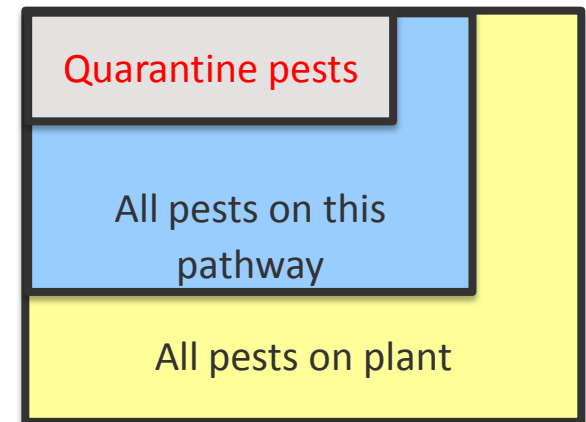 Quarantine pests
All pests on this
pathway
All pests on plant